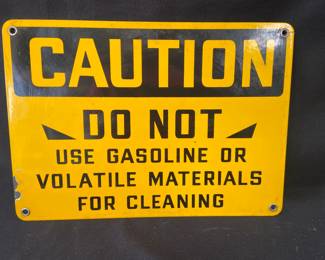 CAUTION
DO NOT
USE GASOLINE OR
VOLATILE MATERIALS
FOR CLEANING